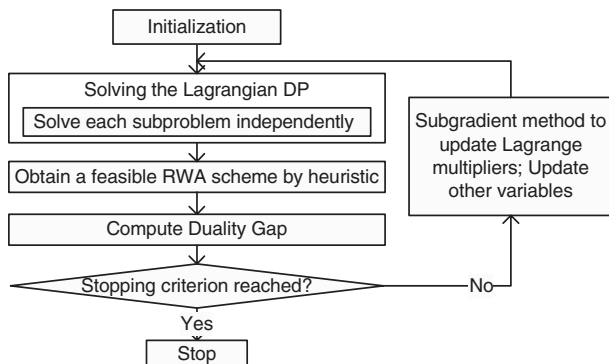 Initialization
Solving the Lagrangian DP
Solve each subproblem independently
Obtain a feasible RWA scheme by heuristic
Compute Duality Gap
Stopping criterion reached?
No
Yes
Stop
Subgradient method to
update Lagrange
multipliers; Update
other variables